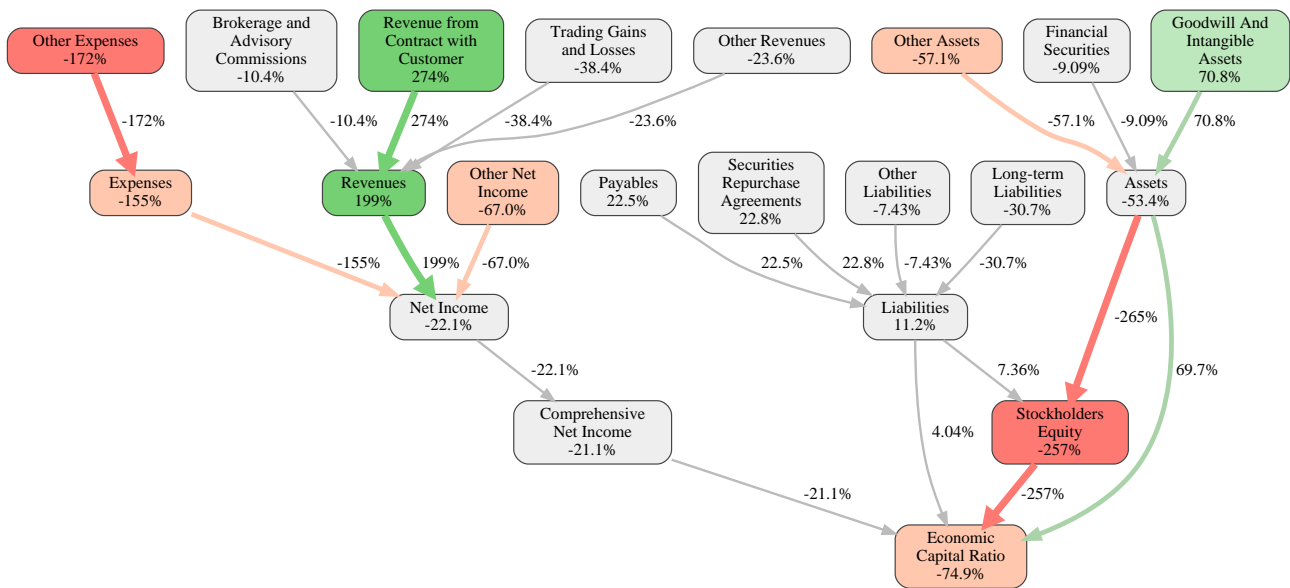 Other Expenses
-172%
Brokerage and
Advisory
Commissions
-10.4%
Revenue from
Contract with
Customer
274%
Trading Gains
and Losses
-38.4%
Other Revenues
-23.6%
Other Assets
-57.1%
Financial
Securities
-9.09%
Goodwill And
Intangible
Assets
70.8%
-172%
-10.4%
274%
-38.4%
-23.6%
-57.1%
-9.09%
70.8%
Expenses
-155%
Revenues
199%
Other Net
Income
-67.0%
Payables
22.5%
Securities
Repurchase
Agreements
22.8%
Other
Liabilities
-7.43%
Long-term
Liabilities
-30.7%
Assets
-53.4%
-155%
199%
-67.0%
22.5%
22.8%
-7.43%
-30.7%
Net Income
-22.1%
Liabilities
11.2%
-265%
-22.1%
7.36%
69.7%
Comprehensive
Net Income
-21.1%
Stockholders
Equity
-257%
4.04%
-21.1%
-257%
Economic
Capital Ratio
-74.9%